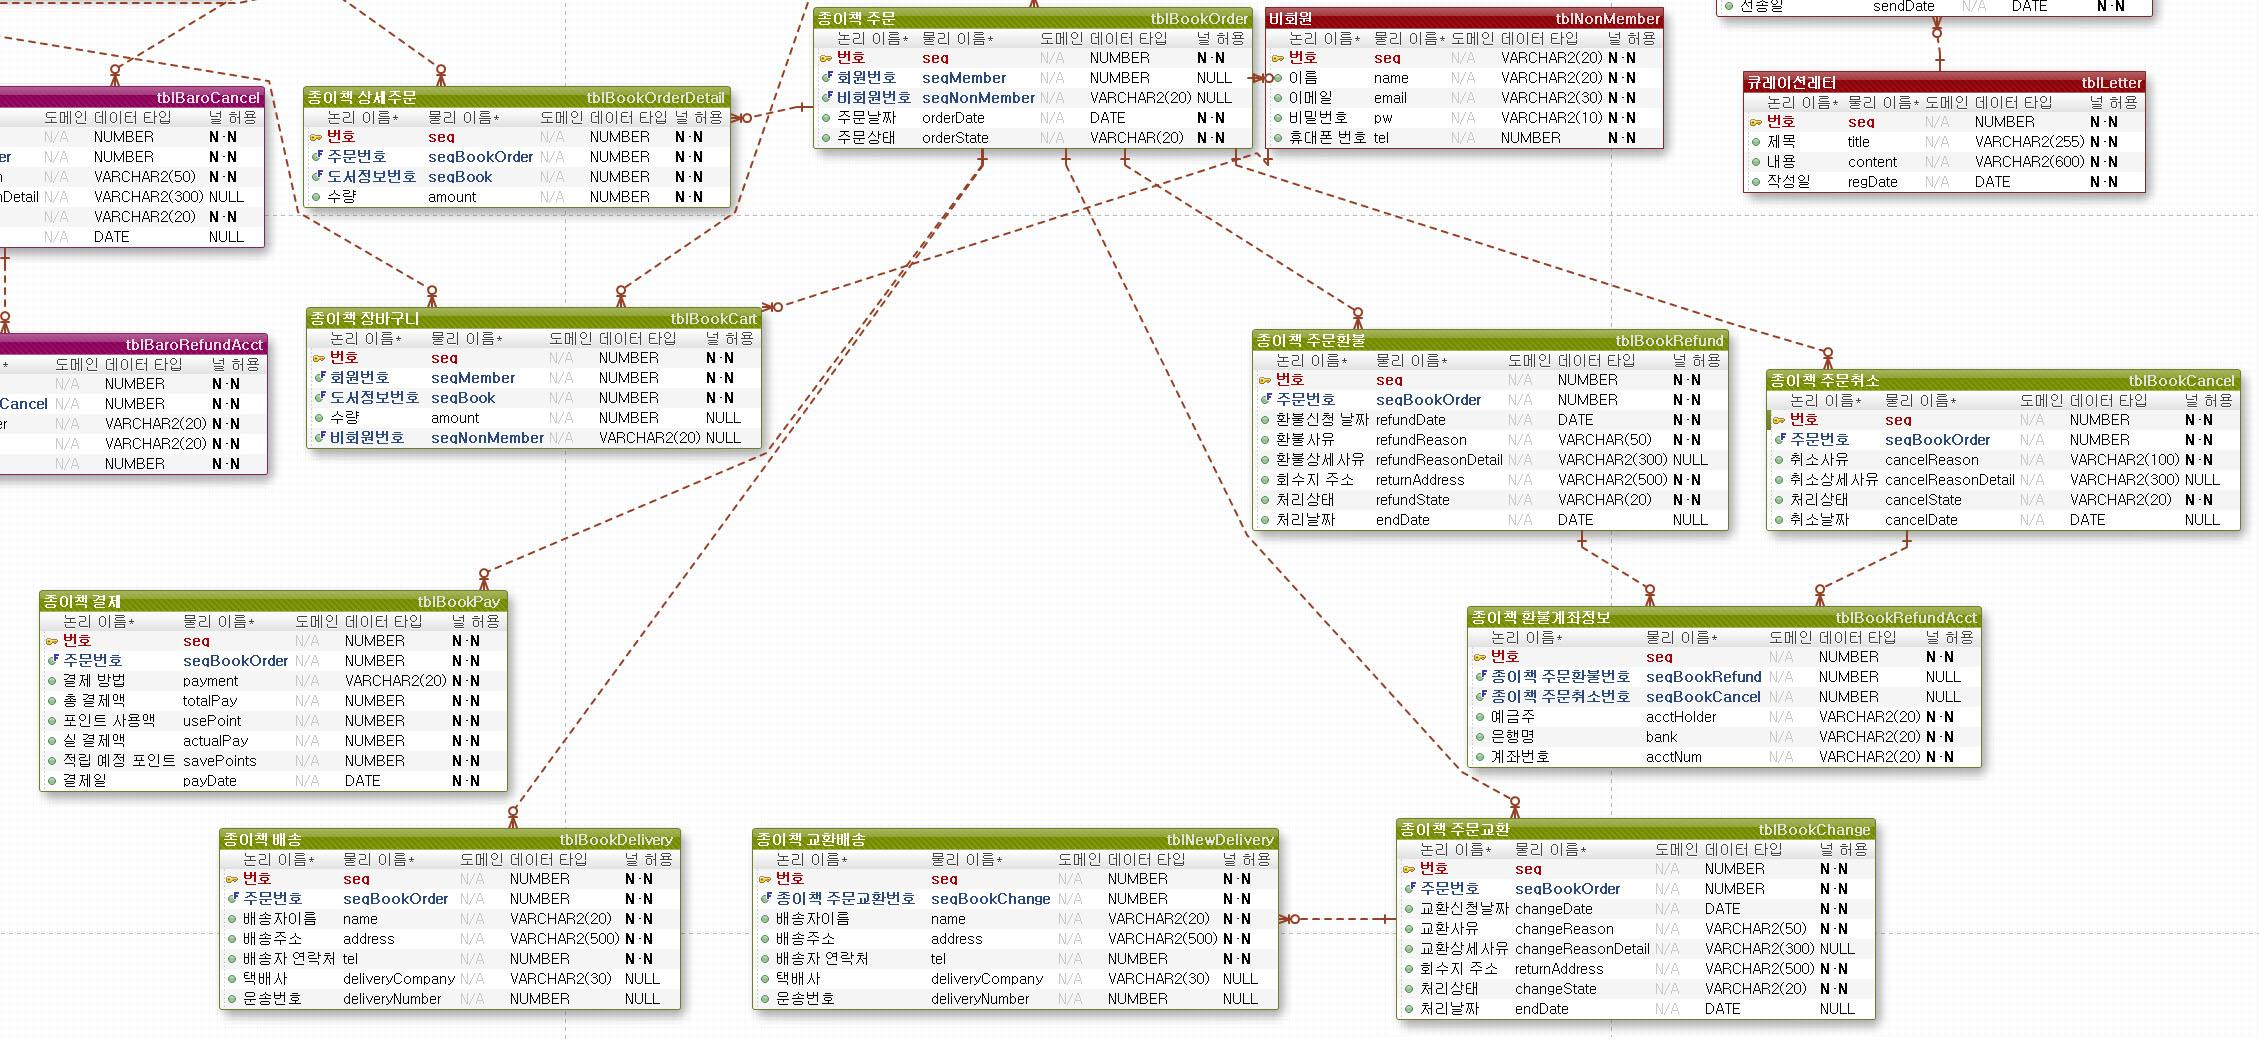 전송일 sendDate N/A DATE N-N
종이책 주문 tblBookOrder
논리 이름* 물리 이름* 도메인 데이터 타입 널 허용
번호 seq N/A NUMBER N-N
회원번호 seqMember N/A NUMBER NULL
비회원번호 seqNonMember N/A VARCHAR2(20) NULL
주문날짜 orderDate N/A DATE N-N
주문상태 orderState N/A VARCHAR(20) N-N
비회원 tblNonMember
논리 이름* 물리 이름* 도메인 데이터 타입 널 허용
번호 seq N/A VARCHAR2(20) N-N
이름 name N/A VARCHAR2(20) N-N
이메일 email N/A VARCHAR2(30) N-N
비밀번호 pw N/A VARCHAR2(10) N-N
휴대폰 번호 tel N/A NUMBER N-N
큐레이션레터 tblLetter
논리 이름* 물리 이름* 도메인 데이터 타입 널 허용
번호 seq N/A NUMBER N-N
제목 title N/A VARCHAR2(255) N-N
내용 content N/A VARCHAR2(600) N-N
작성일 regDate N/A DATE N-N
tblBaroCancel
도메인 데이터 타입 널 허용
N/A NUMBER N-N
er N/A NUMBER N-N
N/A VARCHAR2(50) N-N
nDetail N/A VARCHAR2(300) NULL
N/A VARCHAR2(20) N-N
N/A DATE NULL
종이책 상세주문 tblBookOrderDetail
논리 이름* 물리 이름* 도메인 데이터 타입 널 허용
번호 seq N/A NUMBER N-N
주문번호 seqBookOrder N/A NUMBER N-N
도서정보번호 seqBook N/A NUMBER N-N
수량 amount N/A NUMBER N-N
tblBaroRefundAcct
* 도메인 데이터 타입 널 허용
N/A NUMBER N-N
Cancel N/A NUMBER N-N
er N/A VARCHAR2(20) N-N
N/A VARCHAR2(20) N-N
N/A NUMBER N-N
종이책 장바구니 tblBookCart
논리 이름* 물리 이름* 도메인 데이터 타입 널 허용
번호 seq N/A NUMBER N-N
회원번호 seqMember N/A NUMBER N-N
도서정보번호 seqBook N/A NUMBER N-N
수량 amount N/A NUMBER NULL
비회원번호 seqNonMember N/A VARCHAR2(20) NULL
종이책 주문환불 tblBookRefund
논리 이름* 물리 이름* 도메인 데이터 타입 널 허용
번호 seq N/A NUMBER N-N
주문번호 seqBookOrder N/A NUMBER N-N
환불신청 날짜 refundDate N/A DATE N-N
환불사유 refundReason N/A VARCHAR(50) N-N
환불상세사유 refundReasonDetail N/A VARCHAR2(300) NULL
회수지 주소 returnAddress N/A VARCHAR2(500) N-N
처리상태 refundState N/A VARCHAR(20) N-N
처리날짜 endDate N/A DATE NULL
종이책 주문취소 tblBookCancel
논리 이름* 물리 이름* 도메인 데이터 타입 널 허용
번호 seq N/A NUMBER N-N
주문번호 seqBookOrder N/A NUMBER N-N
취소사유 cancelReason N/A VARCHAR2(100) N-N
취소상세사유 cancelReasonDetail N/A VARCHAR2(300) NULL
처리상태 cancelState N/A VARCHAR2(20) N-N
취소날짜 cancelDate N/A DATE NULL
종이책 결제 tblBookPay
논리 이름* 물리 이름* 도메인 데이터 타입 널 허용
번호 seq N/A NUMBER N-N
주문번호 seqBookOrder N/A NUMBER N-N
결제 방법 payment N/A VARCHAR2(20) N-N
총 결제액 totalPay N/A NUMBER N-N
포인트 사용액 usePoint N/A NUMBER N-N
실 결제액 actualPay N/A NUMBER N-N
적립 예정 포인트 savePoints N/A NUMBER N-N
결제일 payDate N/A DATE N-N
종이책 환불계좌정보 tblBookRefundAcct
논리 이름* 물리 이름* 도메인 데이터 타입 널 허용
번호 seq N/A NUMBER N-N
종이책 주문환불번호 seqBookRefund N/A NUMBER NULL
종이책 주문취소번호 seqBookCancel N/A NUMBER NULL
예금주 acctHolder N/A VARCHAR2(20) N-N
은행명 bank N/A VARCHAR2(20) N-N
계좌번호 acctNum N/A VARCHAR2(20) N-N
종이책 배송 tblBookDelivery
논리 이름* 물리 이름* 도메인 데이터 타입 널 허용
번호 seq N/A NUMBER N-N
주문번호 seqBookOrder N/A NUMBER N-N
배송자이름 name N/A VARCHAR2(20) N-N
배송주소 address N/A VARCHAR2(500) N-N
배송자 연락처 tel N/A NUMBER N-N
택배사 deliveryCompany N/A VARCHAR2(30) NULL
운송번호 deliveryNumber N/A NUMBER NULL
종이책 교환배송 tblNewDelivery
논리 이름* 물리 이름* 도메인 데이터 타입 널 허용
번호 seq N/A NUMBER N-N
종이책 주문교환번호 seqBookChange N/A NUMBER N-N
배송자이름 name N/A VARCHAR2(20) N-N
배송주소 address N/A VARCHAR2(500) N-N
배송자 연락처 tel N/A NUMBER N-N
택배사 deliveryCompany N/A VARCHAR2(30) NULL
운송번호 deliveryNumber N/A NUMBER NULL
종이책 주문교환 tblBookChange
논리 이름* 물리 이름* 도메인 데이터 타입 널 허용
번호 seq N/A NUMBER N-N
주문번호 seqBookOrder N/A NUMBER N-N
교환신청날짜 changeDate N/A DATE N-N
교환사유 changeReason N/A VARCHAR2(50) N-N
교환상세사유 changeReasonDetail N/A VARCHAR2(300) NULL
회수지 주소 returnAddress N/A VARCHAR2(500) N-N
처리상태 changeState N/A VARCHAR2(20) N-N
처리날짜 endDate N/A DATE NULL